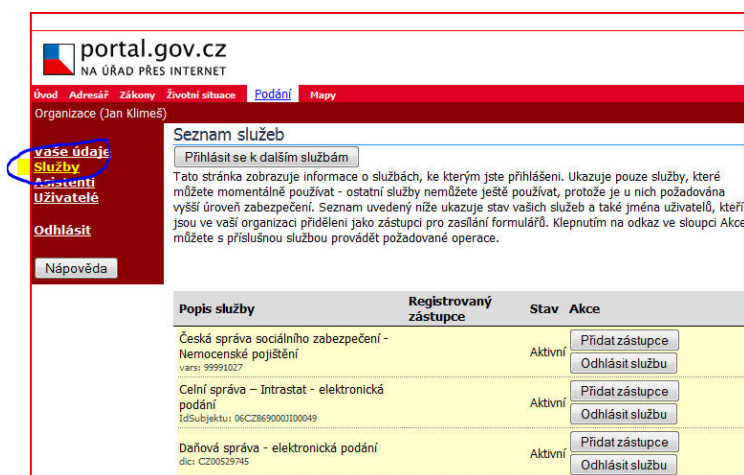 portal.gov.cz
NA ÚŘAD PŘES INTERNET
Úvod Adresář Zákony Životní situace Podání Mapy
Organizace (Jan Klimeš)
Vaše údaje
Služby
Asistenti
Uživatelé
Odhlásit
Nápověda
Seznam služeb
Přihlásit se k dalším službám
Tato stránka zobrazuje informace o službách, ke kterým jste přihlášeni. Ukazuje pouze služby, které
můžete momentálně používat - ostatní služby nemůžete ještě používat, protože je u nich požadována
vyšší úroveň zabezpečení. Seznam uvedený níže ukazuje stav vašich služeb a také jména uživatelů, kteří
jsou ve vaší organizaci přiděleni jako zástupci pro zasílání formulářů. Klepnutím na odkaz ve sloupci Akce
můžete s příslušnou službou provádět požadované operace.
Popis služby Registrovaný zástupce Stav Akce
Česká správa sociálního zabezpečení -
Nemocenské pojištění
vars: 99991027
Aktivní
Přidat zástupce
Odhlásit službu
Celní správa – Intrastat - elektronická
podání
IdSubjektu: 06CZ869000JJ00049
Aktivní
Přidat zástupce
Odhlásit službu
Daňová správa - elektronická podání
dic: CZ00529745
Aktivní
Přidat zástupce
Odhlásit službu